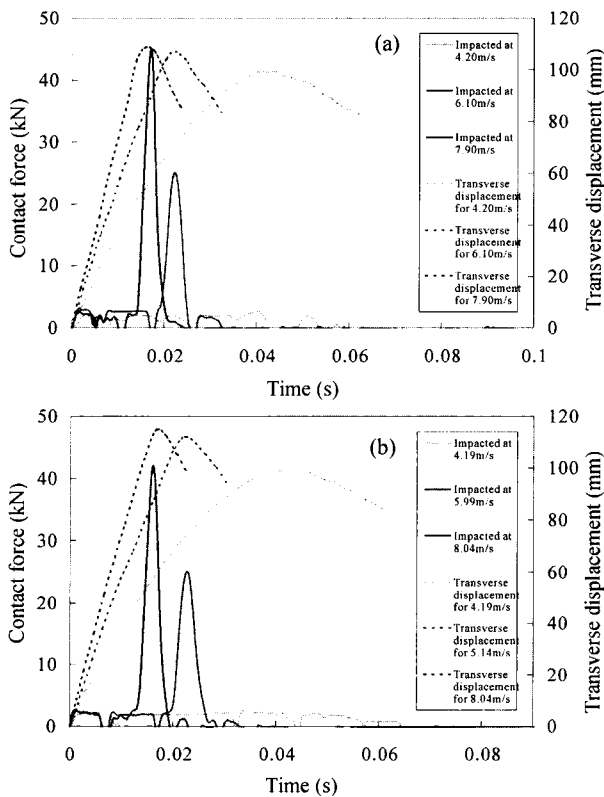 (a)
Contact force (kN)
50
45
40
35
30
25
20
15
10
5
0
0
0.02
0.04
0.06
0.08
0.1
Time (s)
120
100
80
60
40
20
0
Transverse displacement (mm)
Impacted at
4.20m/s
Impacted at
6.10m/s
Impacted at
7.90m/s
Transverse
displacement
for 4.20m/s
Transverse
displacement
for 6.10m/s
Transverse
displacement
for 7.90m/s
(b)
Contact force (kN)
50
40
30
20
10
0
0
0.02
0.04
0.06
0.08
Time (s)
120
100
80
60
40
20
0
Transverse displacement (mm)
Impacted at
4.19m/s
Impacted at
5.99m/s
Impacted at
8.04m/s
Transverse
displacement
for 4.19m/s
Transverse
displacement
for 5.14m/s
Transverse
displacement
for 8.04m/s